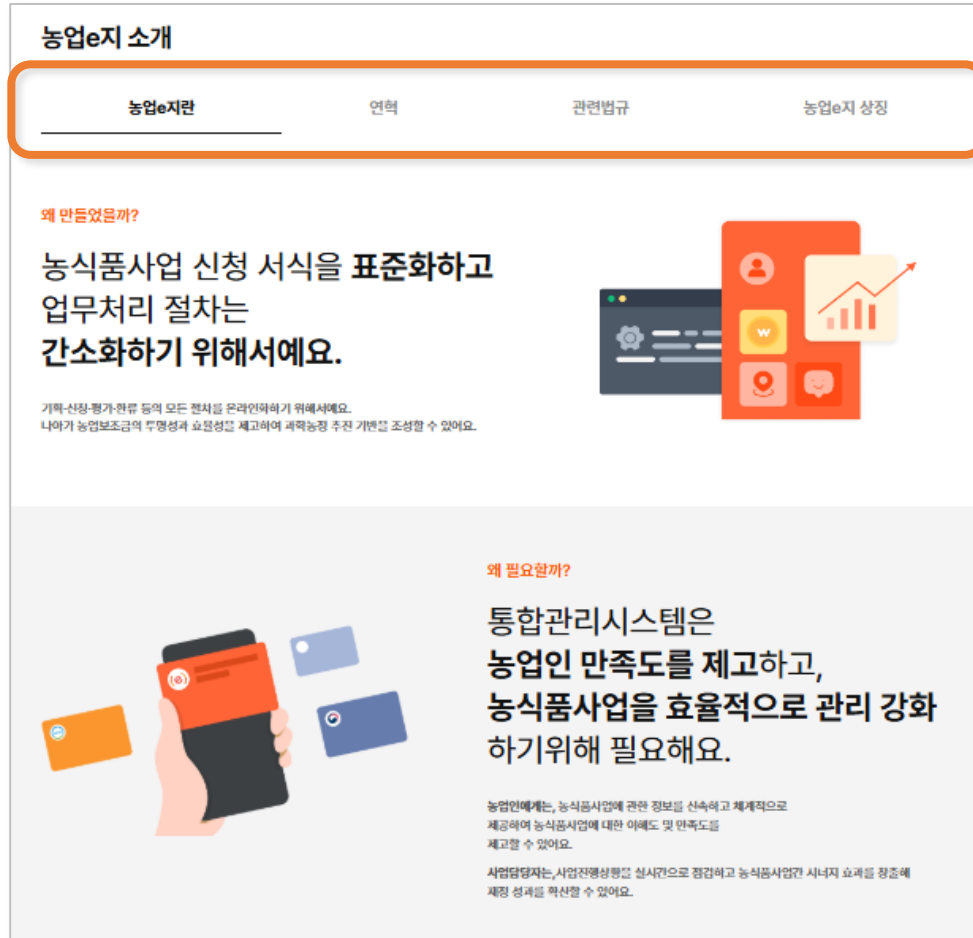 농업e지 소개
농업e지란 연혁 관련법규 농업e지 상징
왜 만들었을까?
농식품사업 신청 서식을 표준화하고
업무처리 절차는
간소화하기 위해서예요.
기획·신청·평가·환류 등의 모든 절차를 온라인화하기 위해서예요.
나아가 농업보조금의 투명성과 효율성을 제고하여 과학농정 추진 기반을 조성할 수 있어요.
왜 필요할까?
통합관리시스템은
농업인 만족도를 제고하고,
농식품사업을 효율적으로 관리 강화
하기위해 필요해요.
농업인에게는, 농식품사업에 관한 정보를 신속하고 체계적으로
제공하여 농식품사업에 대한 이해도 및 만족도를
제고할 수 있어요.
사업담당자는,사업진행상황을 실시간으로 점검하고 농식품사업간 시너지 효과를 창출해
재정 성과를 확산할 수 있어요.